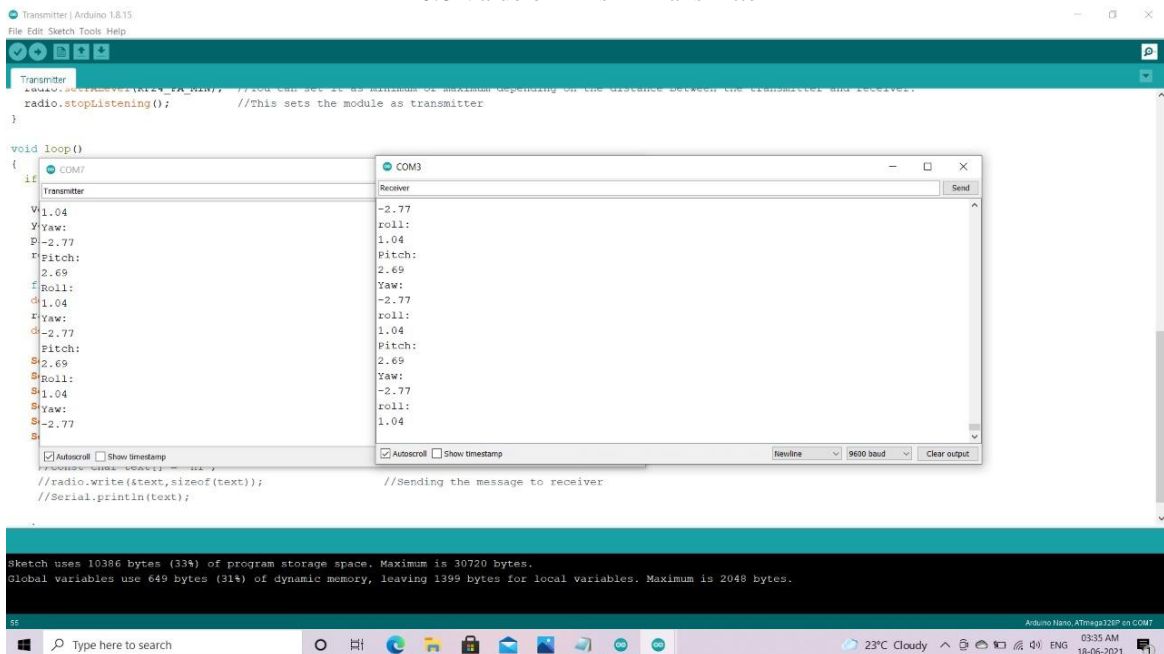 Transmitter | Arduino 1.8.15
File Edit Sketch Tools Help
Transmitter
radio.stopListening(); //This sets the module as transmitter
}
void loop()
{
if
COM7
Transmitter
1.04
Yaw:
-2.77
Pitch:
2.69
Roll:
1.04
Yaw:
-2.77
Pitch:
2.69
Roll:
1.04
Yaw:
-2.77
Autoscroll Show timestamp
COM3
Receiver Send
-2.77
roll:
1.04
Pitch:
2.69
Yaw:
-2.77
roll:
1.04
Pitch:
2.69
Yaw:
-2.77
roll:
1.04
Autoscroll Show timestamp Newline 9600 baud Clear output
//radio.write(&text,sizeof(text)); //Sending the message to receiver
//Serial.println(text);
Sketch uses 10386 bytes (33%) of program storage space. Maximum is 30720 bytes.
Global variables use 649 bytes (31%) of dynamic memory, leaving 1399 bytes for local variables. Maximum is 2048 bytes.
55 Arduino Nano, ATmega328P on COM7
Type here to search 23°C Cloudy ENG 03:35 AM
18-06-2021